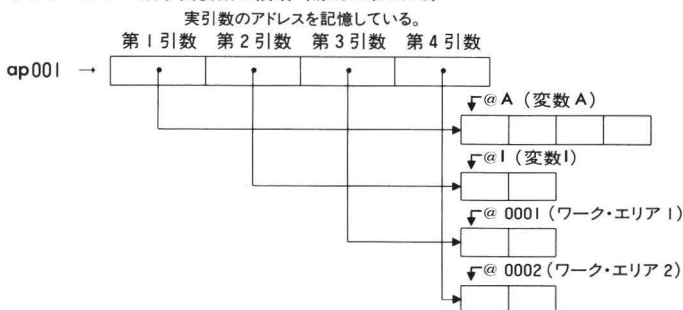 実引数のアドレスを記憶している。
第1引数 第2引数 第3引数 第4引数
ap001 →
@A (変数A)
@I (変数I)
@ 0001 (ワーク・エリア1)
@ 0002 (ワーク・エリア2)